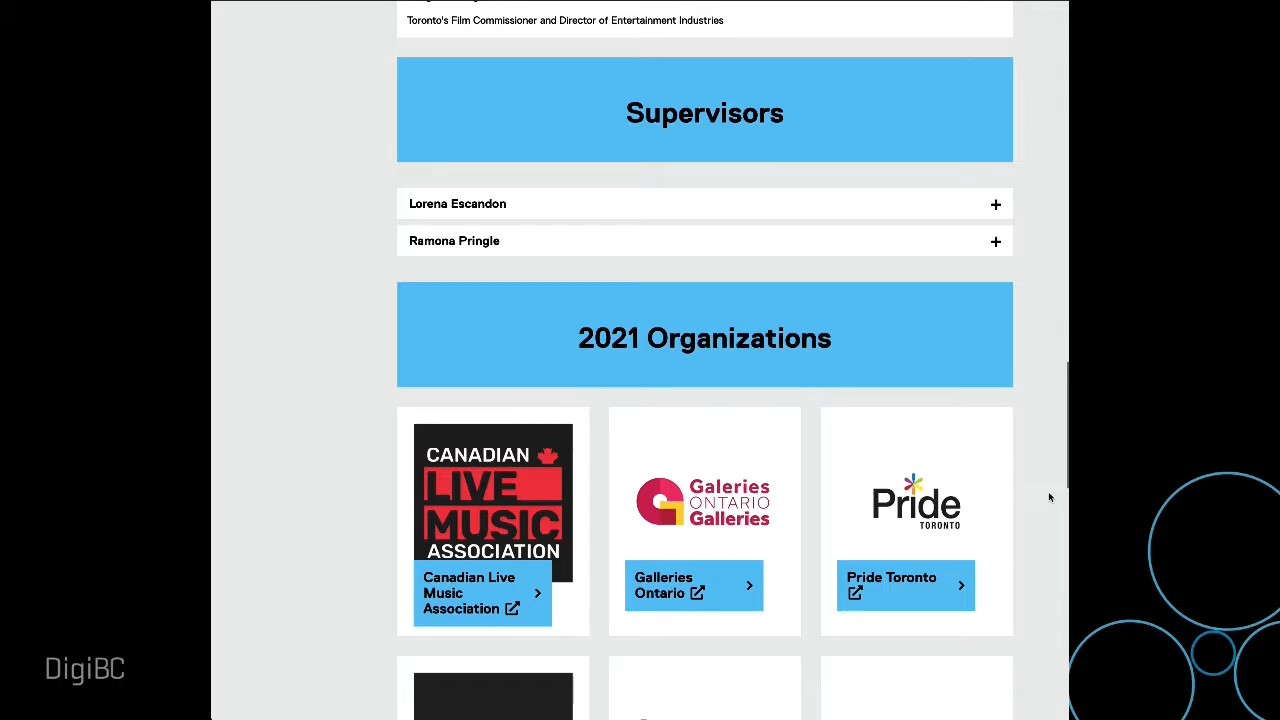 Toronto's Film Commissioner and Director of Entertainment Industries
Supervisors
Lorena Escandon
Ramona Pringle
2021 Organizations
CANADIAN
LIVE
MUSIC
ASSOCIATION
Canadian Live
Music
Association
Galeries
ONTARIO
Galleries
Galleries
Ontario
Pride
TORONTO
Pride Toronto
DigiBC